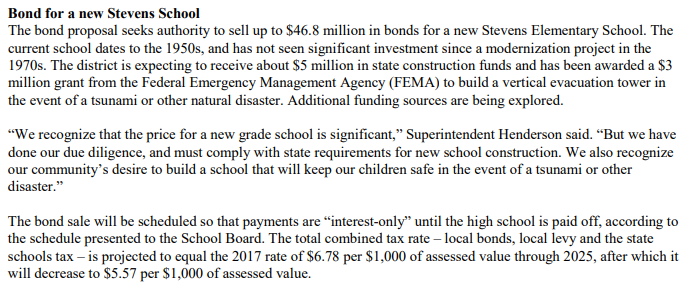 Bond for a new Stevens School
The bond proposal seeks authority to sell up to $46.8 million in bonds for a new Stevens Elementary School. The
current school dates to the 1950s, and has not seen significant investment since a modernization project in the
1970s. The district is expecting to receive about $5 million in state construction funds and has been awarded a $3
million grant from the Federal Emergency Management Agency (FEMA) to build a vertical evacuation tower in
the event of a tsunami or other natural disaster. Additional funding sources are being explored.

“We recognize that the price for a new grade school is significant,” Superintendent Henderson said. “But we have
done our due diligence, and must comply with state requirements for new school construction. We also recognize
our community’s desire to build a school that will keep our children safe in the event of a tsunami or other
disaster.”

The bond sale will be scheduled so that payments are “interest-only” until the high school is paid off, according to
the schedule presented to the School Board. The total combined tax rate – local bonds, local levy and the state
schools tax – is projected to equal the 2017 rate of $6.78 per $1,000 of assessed value through 2025, after which it
will decrease to $5.57 per $1,000 of assessed value.